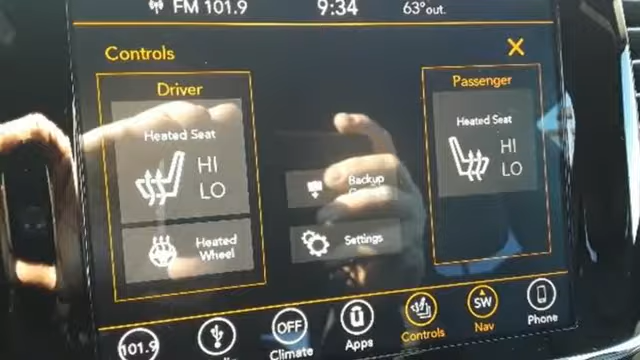 FM 101.9 9:34 63°out.
Controls
Driver
Passenger
Heated Seat
HI
LO
Heated Seat
HI
LO
Backup
Heated
Wheel
Settings
101.9
OFF
Climate
Apps
Controls
SW
Nav
Phone